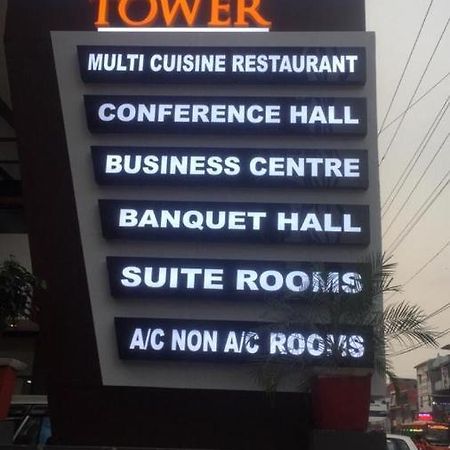 TOWER
MULTI CUISINE RESTAURANT
CONFERENCE HALL
BUSINESS CENTRE
BANQUET HALL
SUITE ROOMS
A/C NON A/C ROOMS